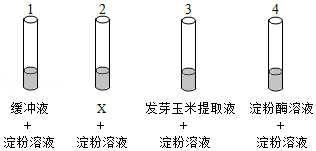 1 2 3 4
缓冲液 X 发芽玉米提取液 淀粉酶溶液
+ + + +
淀粉溶液 淀粉溶液 淀粉溶液 淀粉溶液